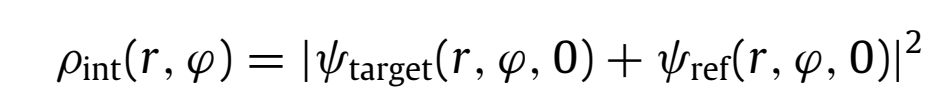 ρ_int(r, φ) = |ψ_target(r, φ, 0) + ψ_ref(r, φ, 0)|²